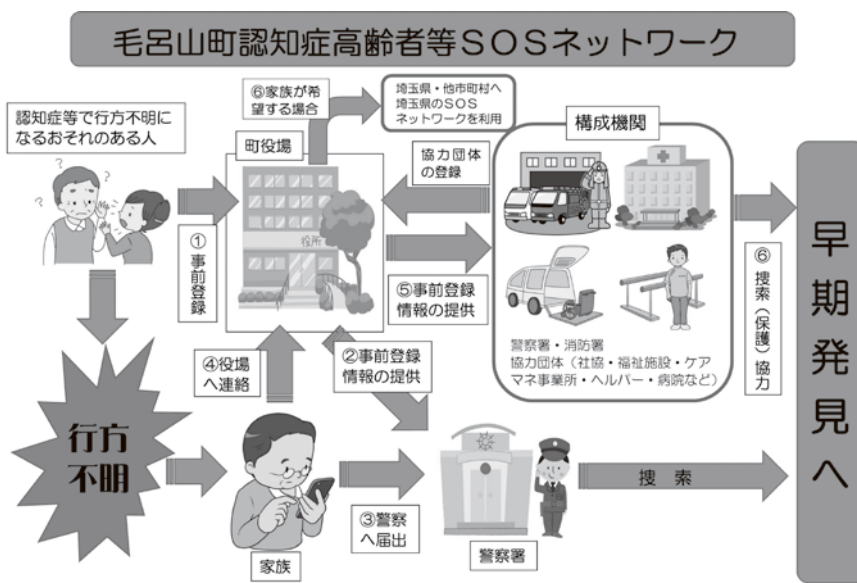 毛呂山町認知症高齢者等SOSネットワーク
認知症等で行方不明に
なるおそれのある人
?
?
?
⑥家族が希
望する場合
埼玉県・他市町村へ
埼玉県のSOS
ネットワークを利用
町役場
役所
①事前登録
協力団体
の登録
⑤事前登録
情報の提供
構成機関
警察署・消防署
協力団体(社協・福祉施設・ケア
マネ事業所・ヘルパー・病院など)
⑥捜索(保護)協力
早期発見へ
行方
不明
④役場
へ連絡
②事前登録
情報の提供
家族
③警察
へ届出
警察署
捜 索